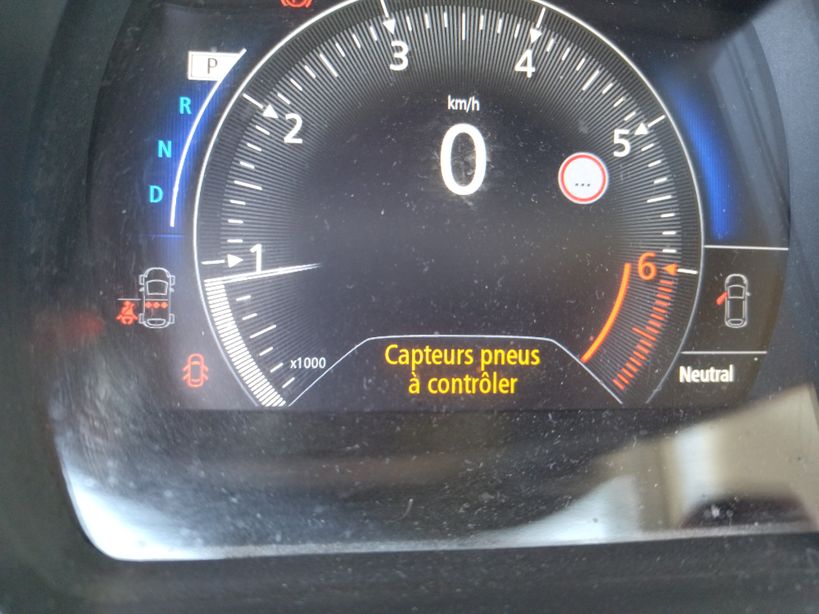 P
R
N
D
1
2
3
4
5
6
km/h
0
...
x1000
Capteurs pneus
à contrôler
Neutral